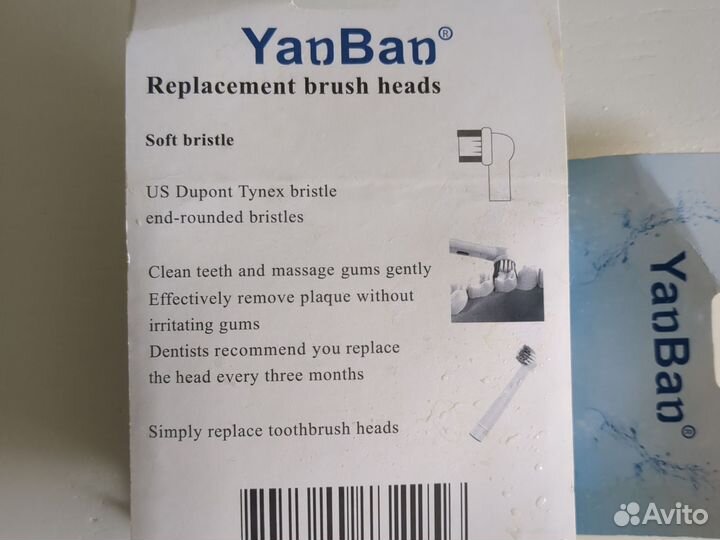 YanBan®
Replacement brush heads
Soft bristle
US Dupont Tynex bristle
end-rounded bristles
Clean teeth and massage gums gently
Effectively remove plaque without
irritating gums
Dentists recommend you replace
the head every three months
Simply replace toothbrush heads
YanBan®
Avito